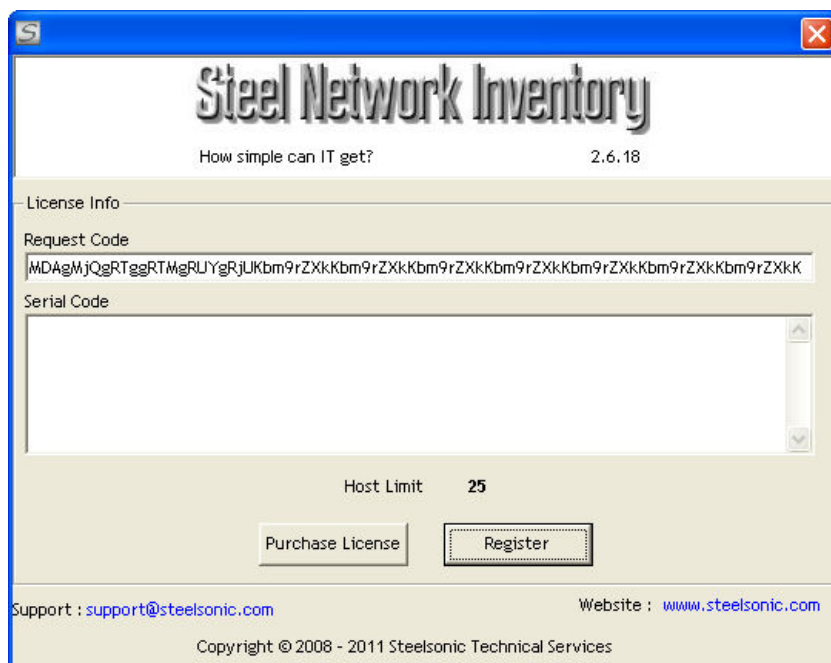 S
Steel Network Inventory
How simple can IT get? 2.6.18
License Info
Request Code
MDAgMjQgRTggRTMgRUYgRjUKbm9rZXkKbm9rZXkKbm9rZXkKbm9rZXkKbm9rZXkKbm9rZXkKbm9rZXkK
Serial Code
Host Limit 25
Purchase License Register
Support : support@steelsonic.com Website : www.steelsonic.com
Copyright © 2008 - 2011 Steelsonic Technical Services